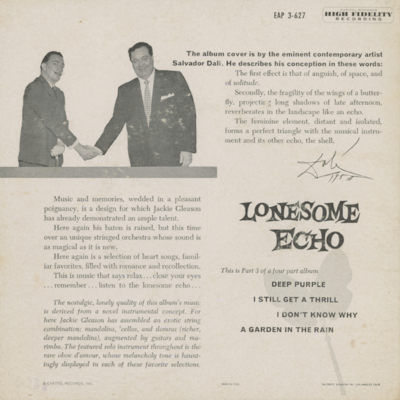 EAP 3-627
HIGH FIDELITY
RECORDING
The album cover is by the eminent contemporary artist
Salvador Dali. He describes his conception in these words:
The first effect is that of anguish, of space, and
of solitude.
Secondly, the fragility of the wings of a butter-
fly, projecting long shadows of late afternoon,
reverberates in the landscape like an echo.
The feminine element, distant and isolated,
forms a perfect triangle with the musical instru-
ment and its other echo, the shell.
Music and memories, wedded in a pleasant
poignancy, is a design for which Jackie Gleason
has already demonstrated an ample talent.
Here again his baton is raised, but this time
over an unique stringed orchestra whose sound is
as magical as it is new.
Here again is a selection of heart songs, famil-
iar favorites, filled with romance and recollection.
This is music that says relax... close your eyes
...remember... listen to the lonesome echo...
The nostalgic, lonely quality of this album's music
is derived from a novel instrumental concept. For
here Jackie Gleason has assembled an exotic string
combination: mandolins, 'cellos, and domras (richer,
deeper mandolins), augmented by guitars and ma-
rimba. The featured solo instrument throughout is the
rare oboe d'amour, whose melancholy tone is haunt-
ingly displayed in each of these favorite selections.
LONESOME
ECHO
This is Part 3 of a four part album
DEEP PURPLE
I STILL GET A THRILL
I DON'T KNOW WHY
A GARDEN IN THE RAIN